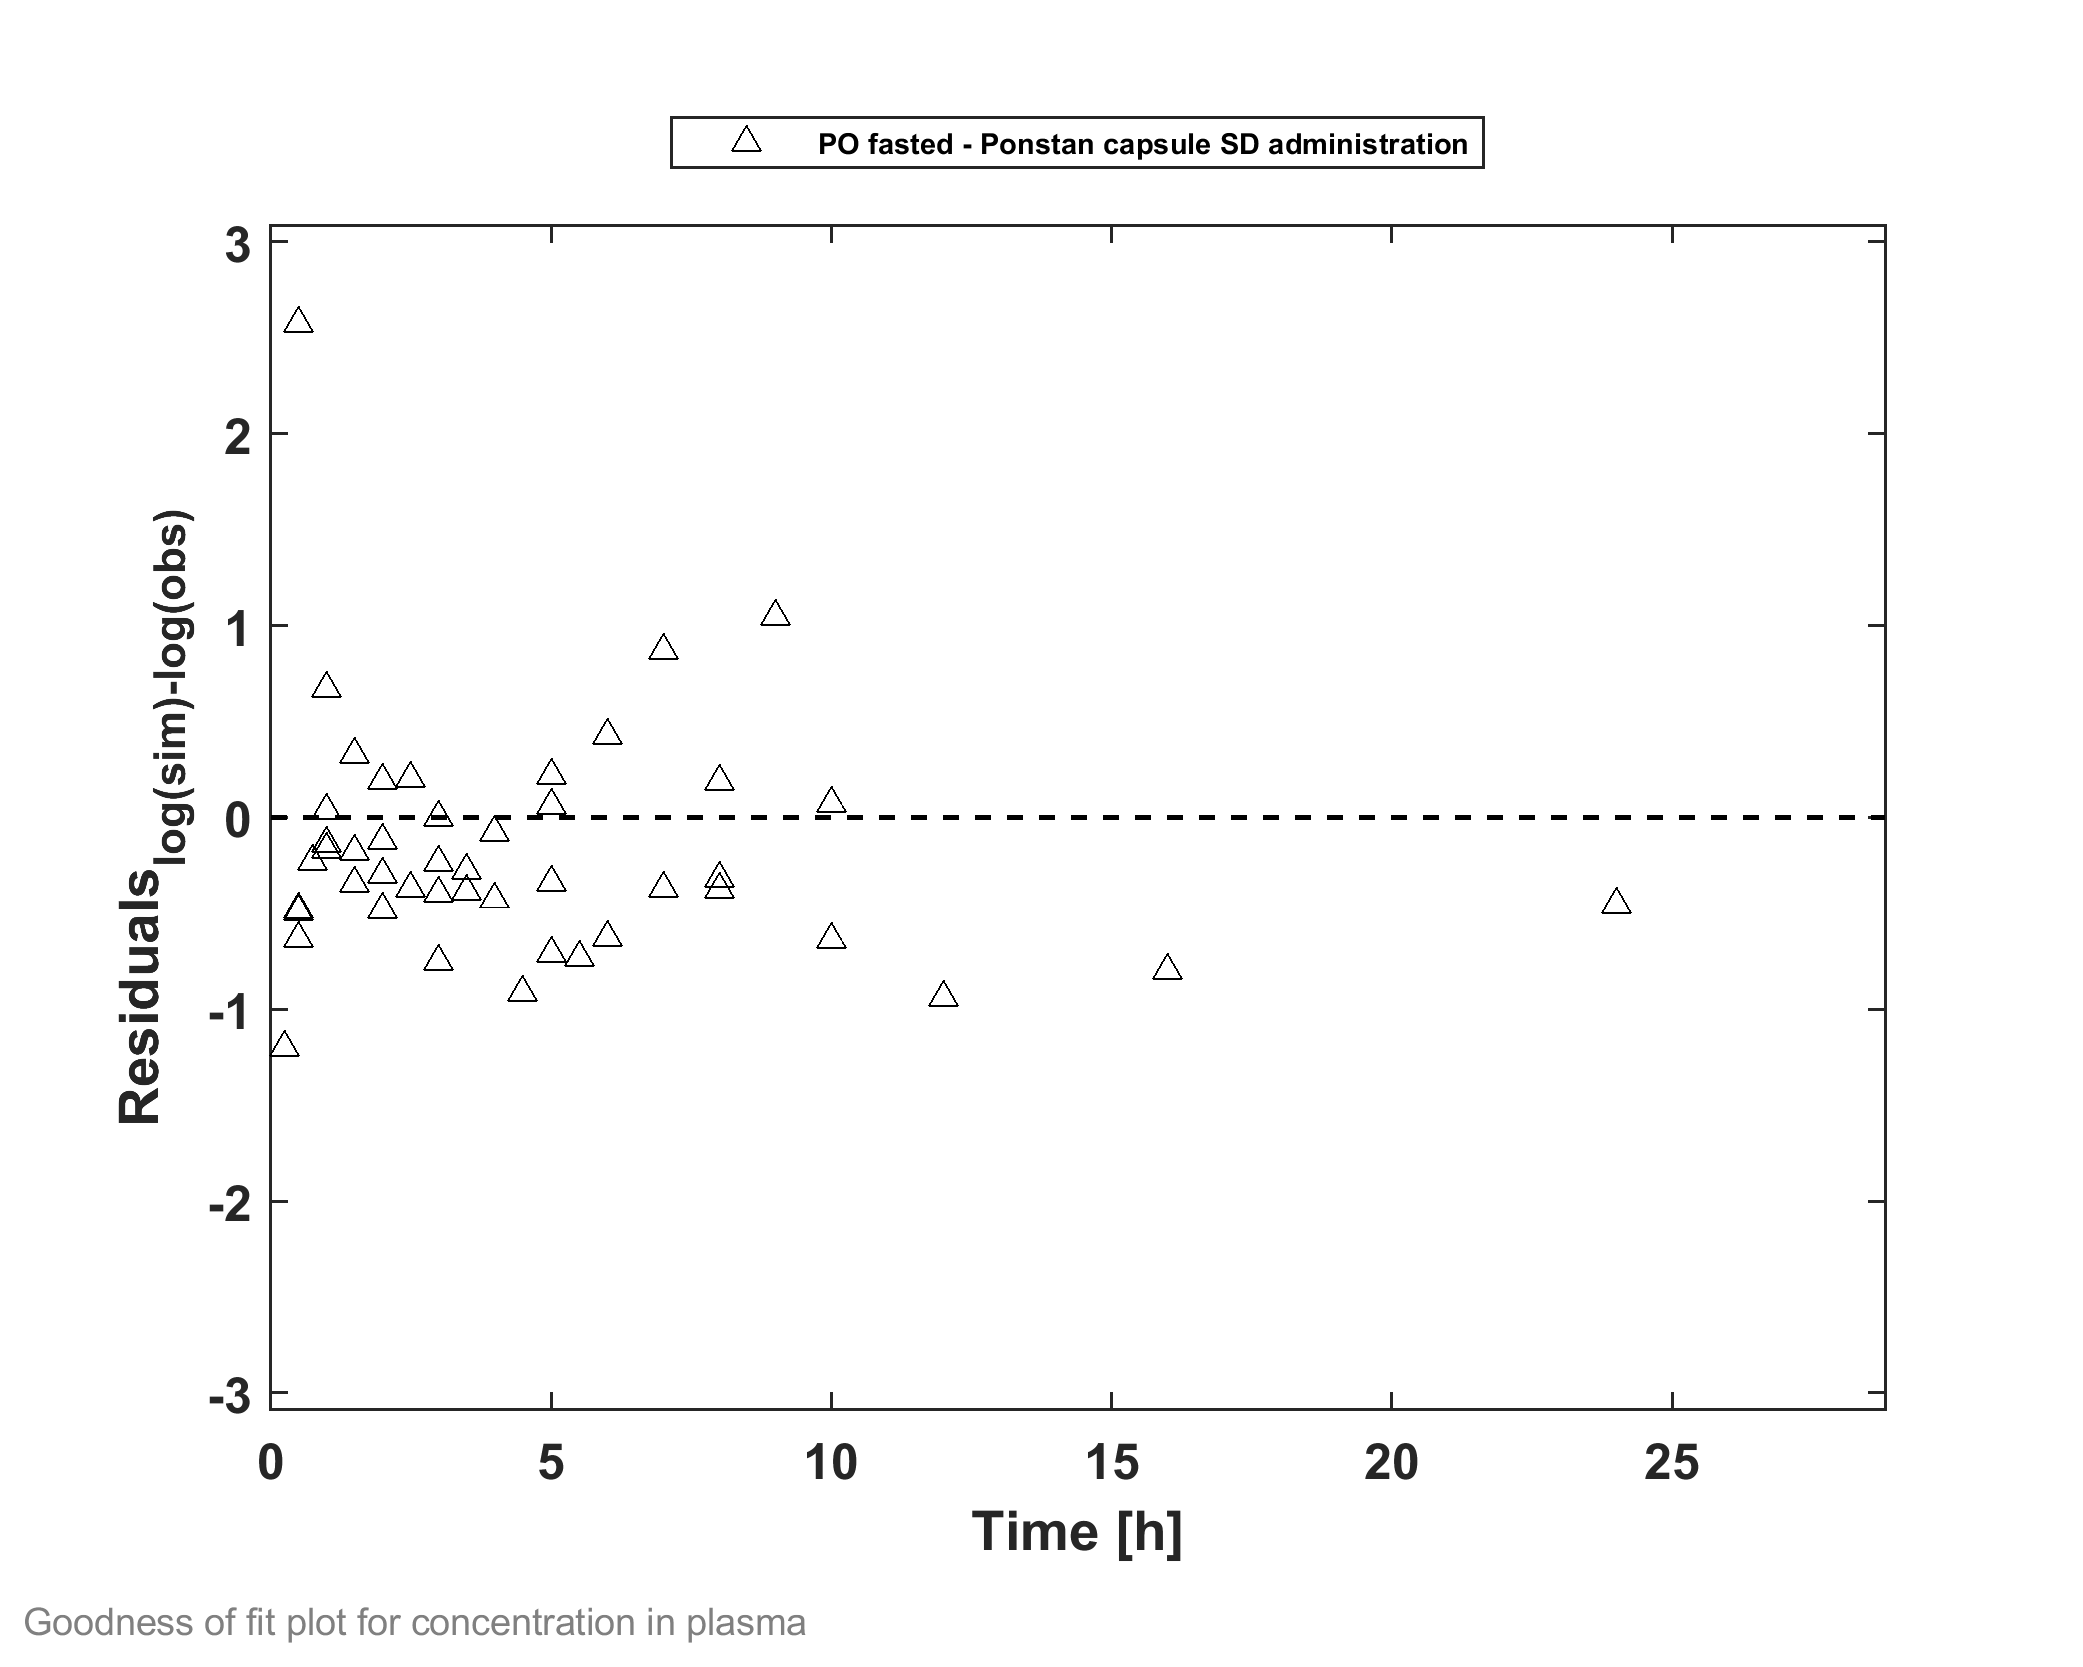 PO fasted - Ponstan capsule SD administration
3
2
1
0
-1
-2
-3
Residuals log(sim)-log(obs)
0 5 10 15 20 25
Time [h]
Goodness of fit plot for concentration in plasma